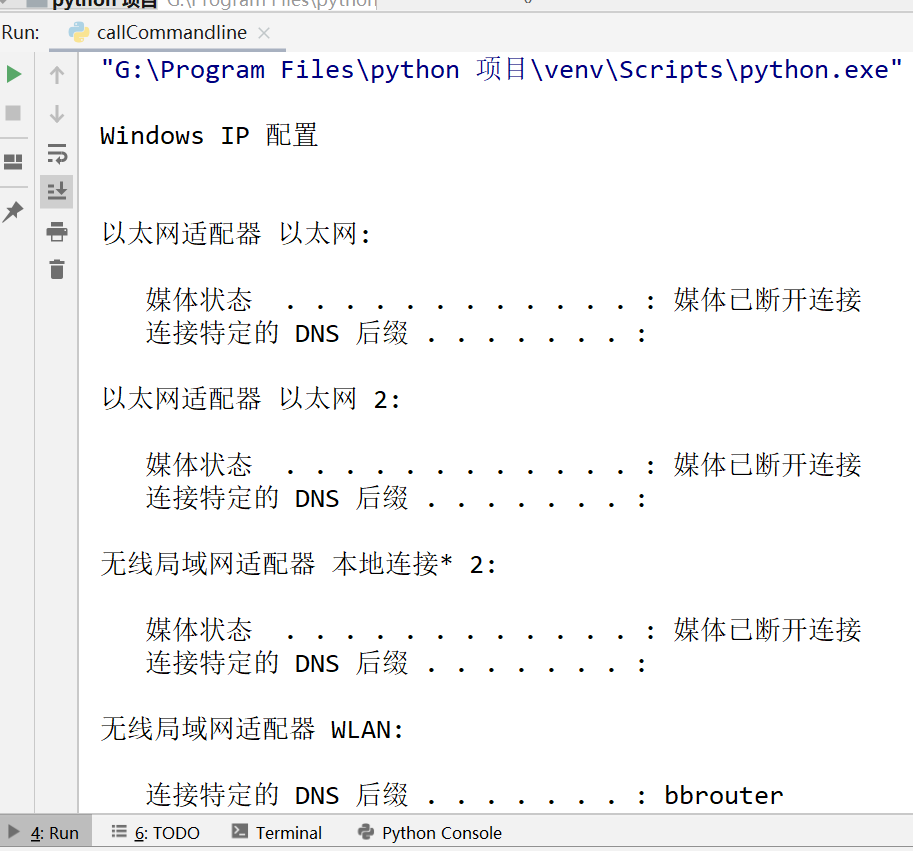 python 项目 G:\Program Files\python
Run: callCommandline
"G:\Program Files\python 项目\venv\Scripts\python.exe"
Windows IP 配置
以太网适配器 以太网:
媒体状态  . . . . . . . . . . . . : 媒体已断开连接
连接特定的 DNS 后缀 . . . . . . . :
以太网适配器 以太网 2:
媒体状态  . . . . . . . . . . . . : 媒体已断开连接
连接特定的 DNS 后缀 . . . . . . . :
无线局域网适配器 本地连接* 2:
媒体状态  . . . . . . . . . . . . : 媒体已断开连接
连接特定的 DNS 后缀 . . . . . . . :
无线局域网适配器 WLAN:
连接特定的 DNS 后缀 . . . . . . . : bbrouter
4: Run 6: TODO Terminal Python Console